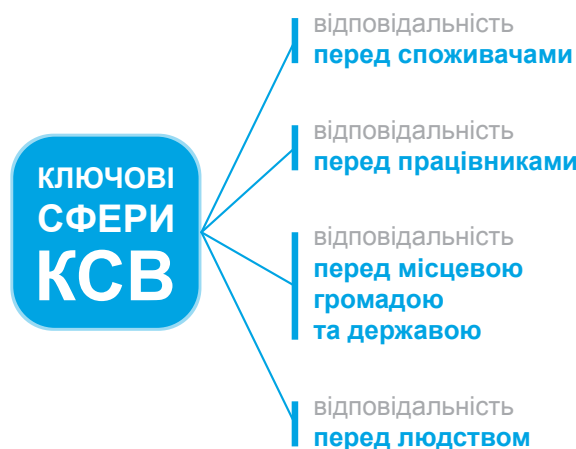 КЛЮЧОВІ
СФЕРИ
КСВ
відповідальність
перед споживачами
відповідальність
перед працівниками
відповідальність
перед місцевою
громадою
та державою
відповідальність
перед людством